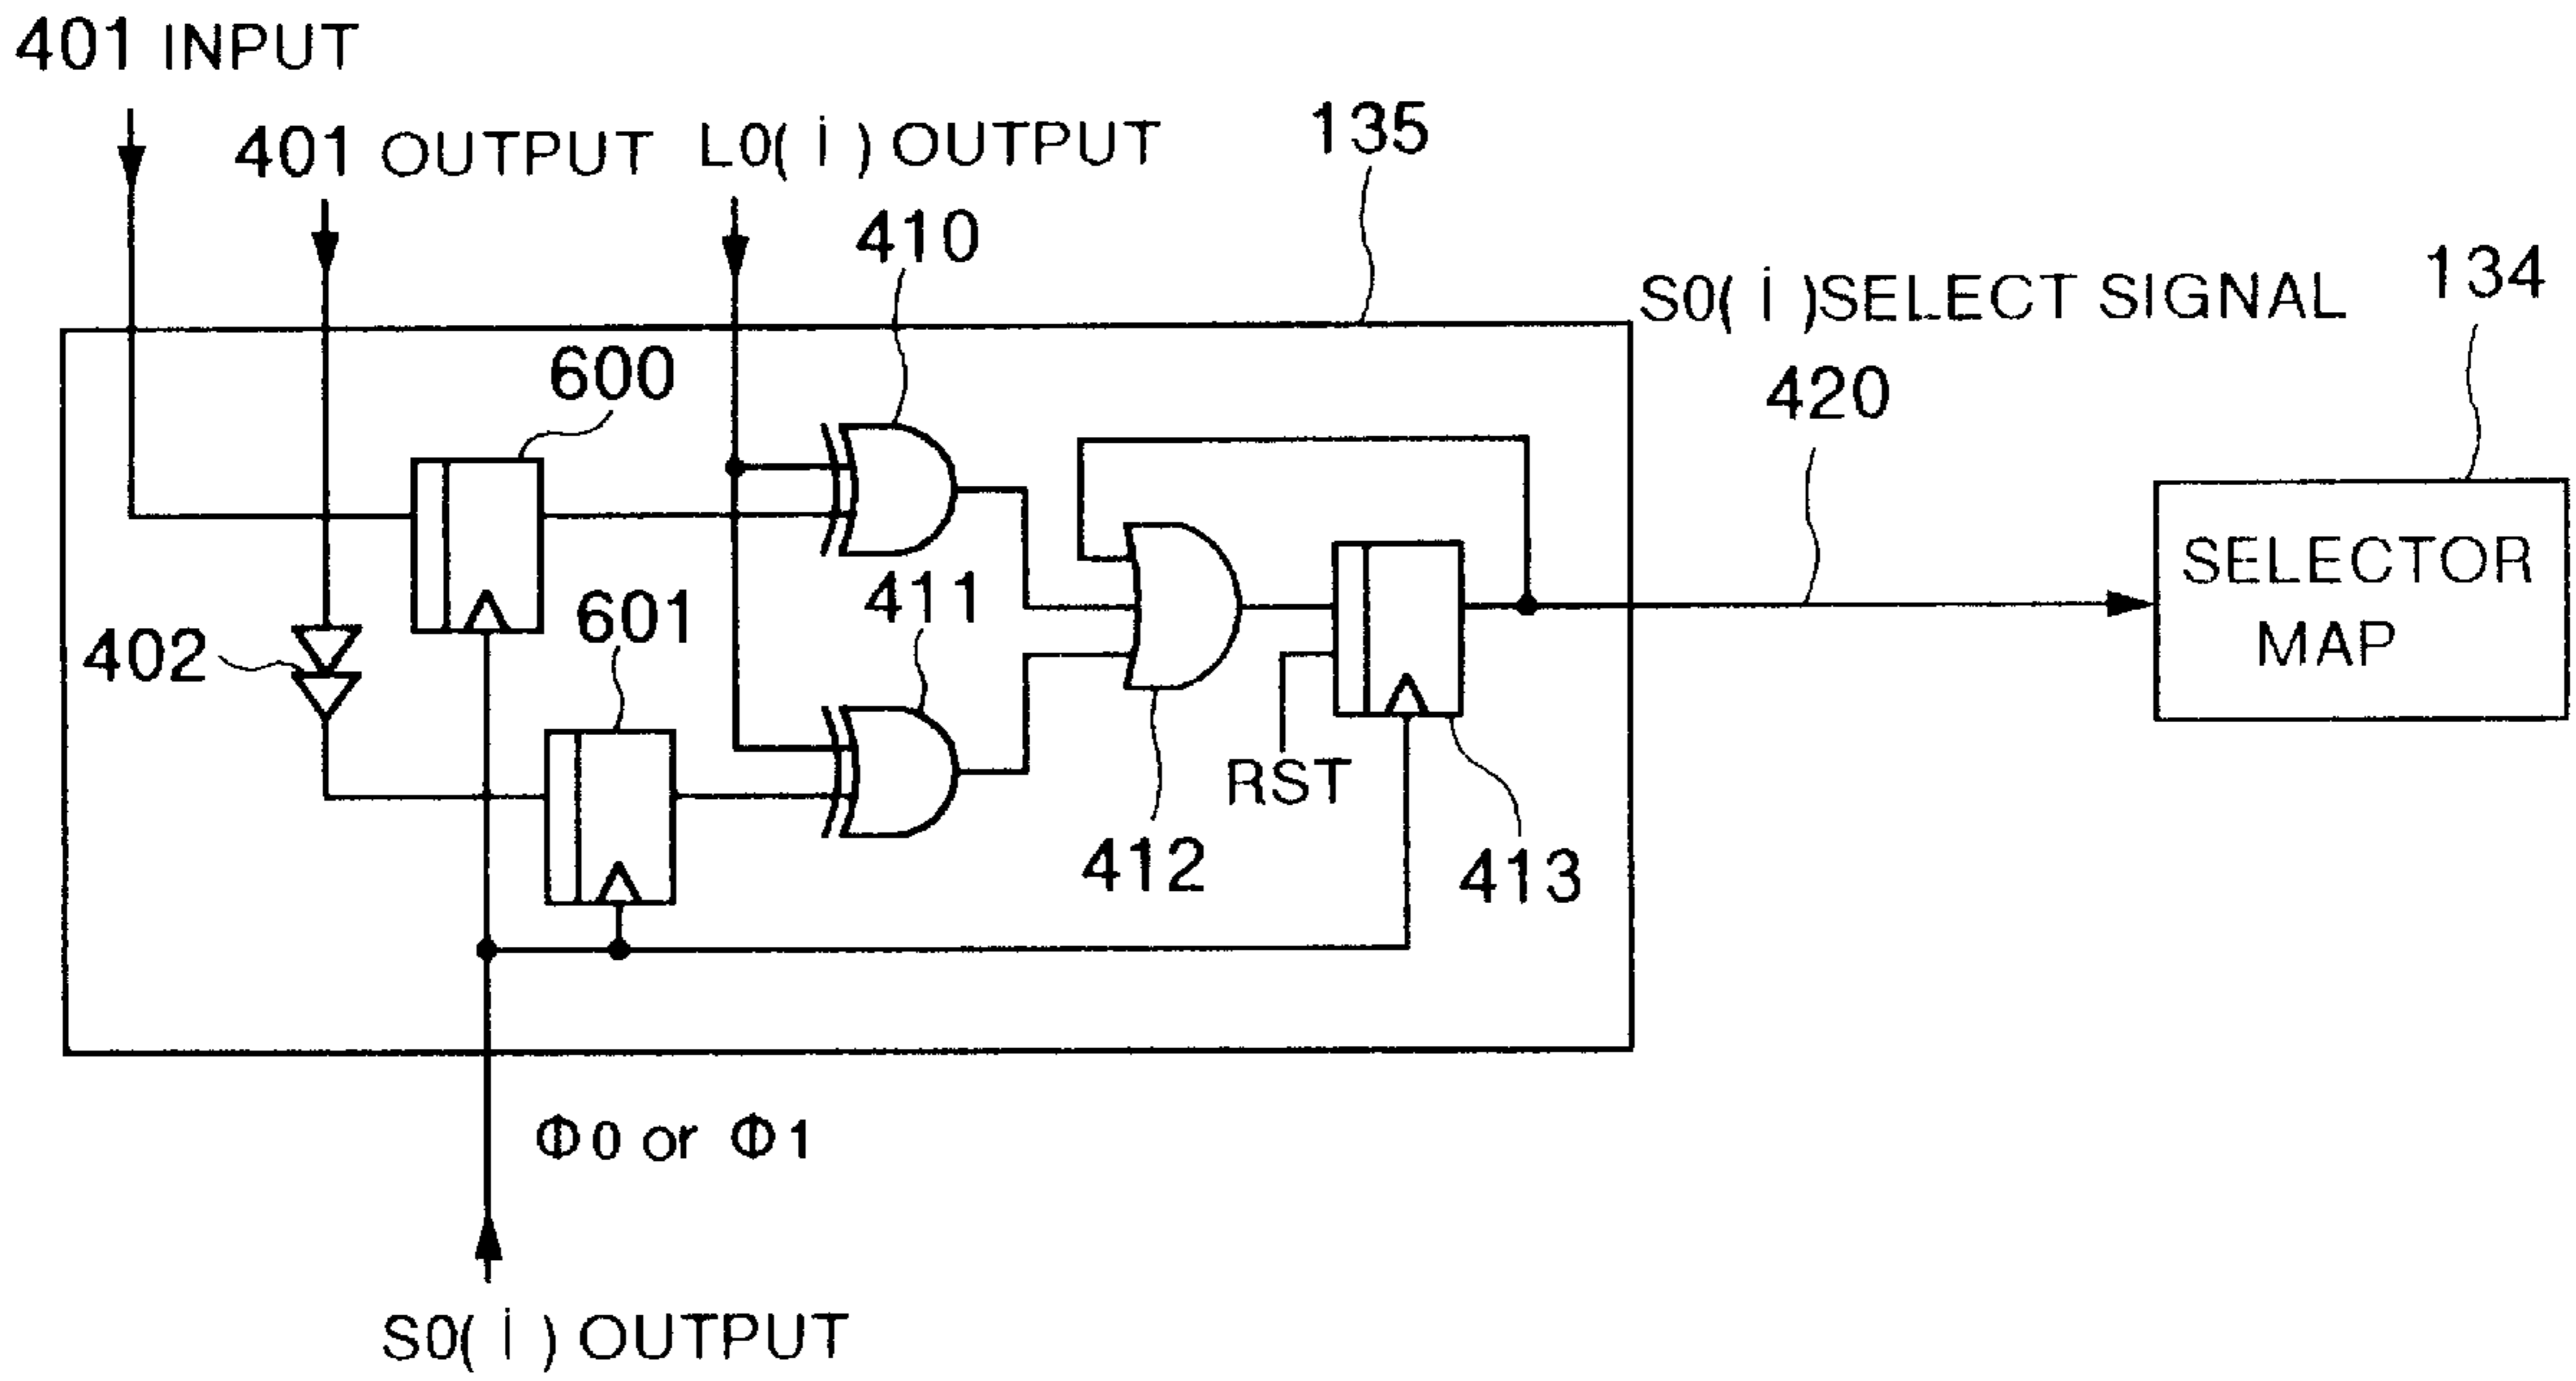 401 INPUT
401 OUTPUT
L0( i ) OUTPUT
135
410
S0( i )SELECT SIGNAL
134
600
420
411
601
402
SELECTOR
MAP
RST
412
413
Φ0 or Φ1
S0( i ) OUTPUT